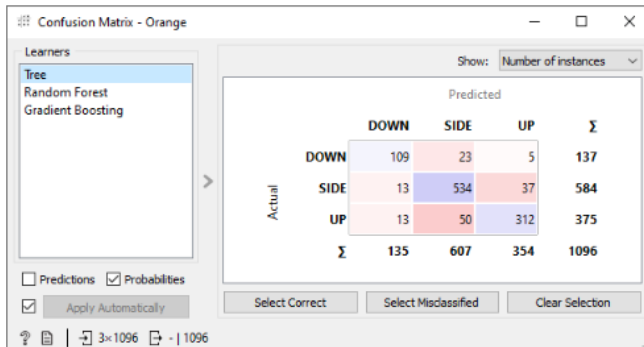 Confusion Matrix - Orange
Learners
Tree
Random Forest
Gradient Boosting
Predictions Probabilities
Apply Automatically
Show: Number of instances
Predicted
DOWN SIDE UP Σ
Actual
DOWN 109 23 5 137
SIDE 13 534 37 584
UP 13 50 312 375
Σ 135 607 354 1096
Select Correct Select Misclassified Clear Selection
? 3×1096 - | 1096